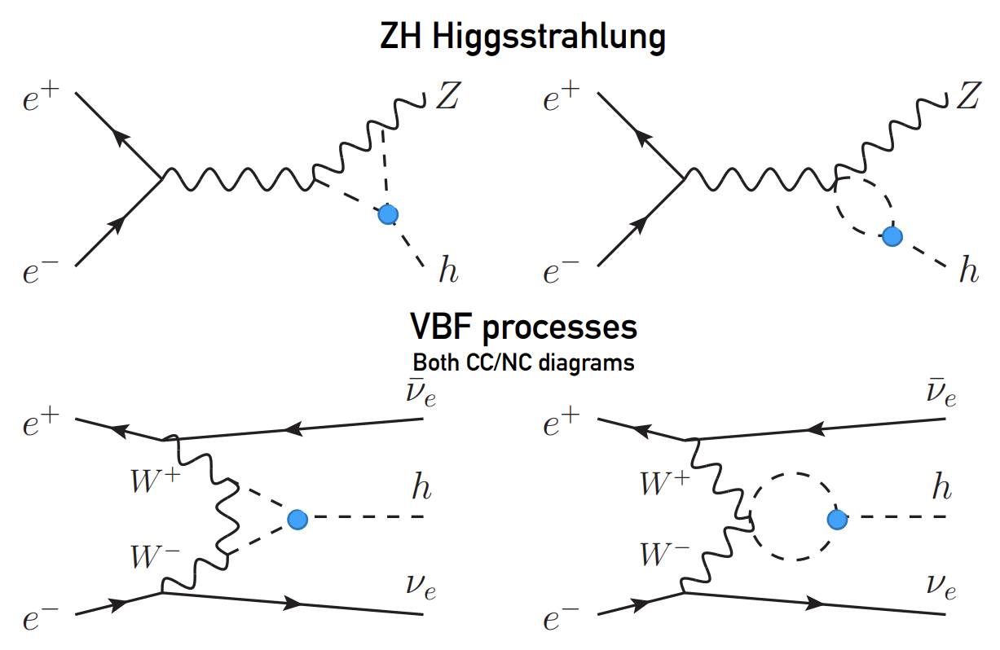 ZH Higgsstrahlung
e⁺ Z e⁺ Z
e⁻ h e⁻ h
VBF processes
Both CC/NC diagrams
e⁺ ν̄ₑ e⁺ ν̄ₑ
W⁺ h W⁺ h
W⁻ W⁻
e⁻ νₑ e⁻ νₑ